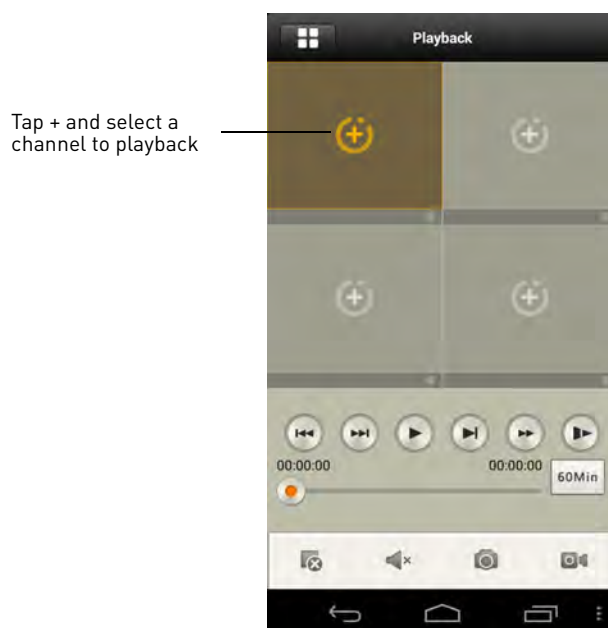 Playback
Tap + and select a
channel to playback
00:00:00 00:00:00
60Min